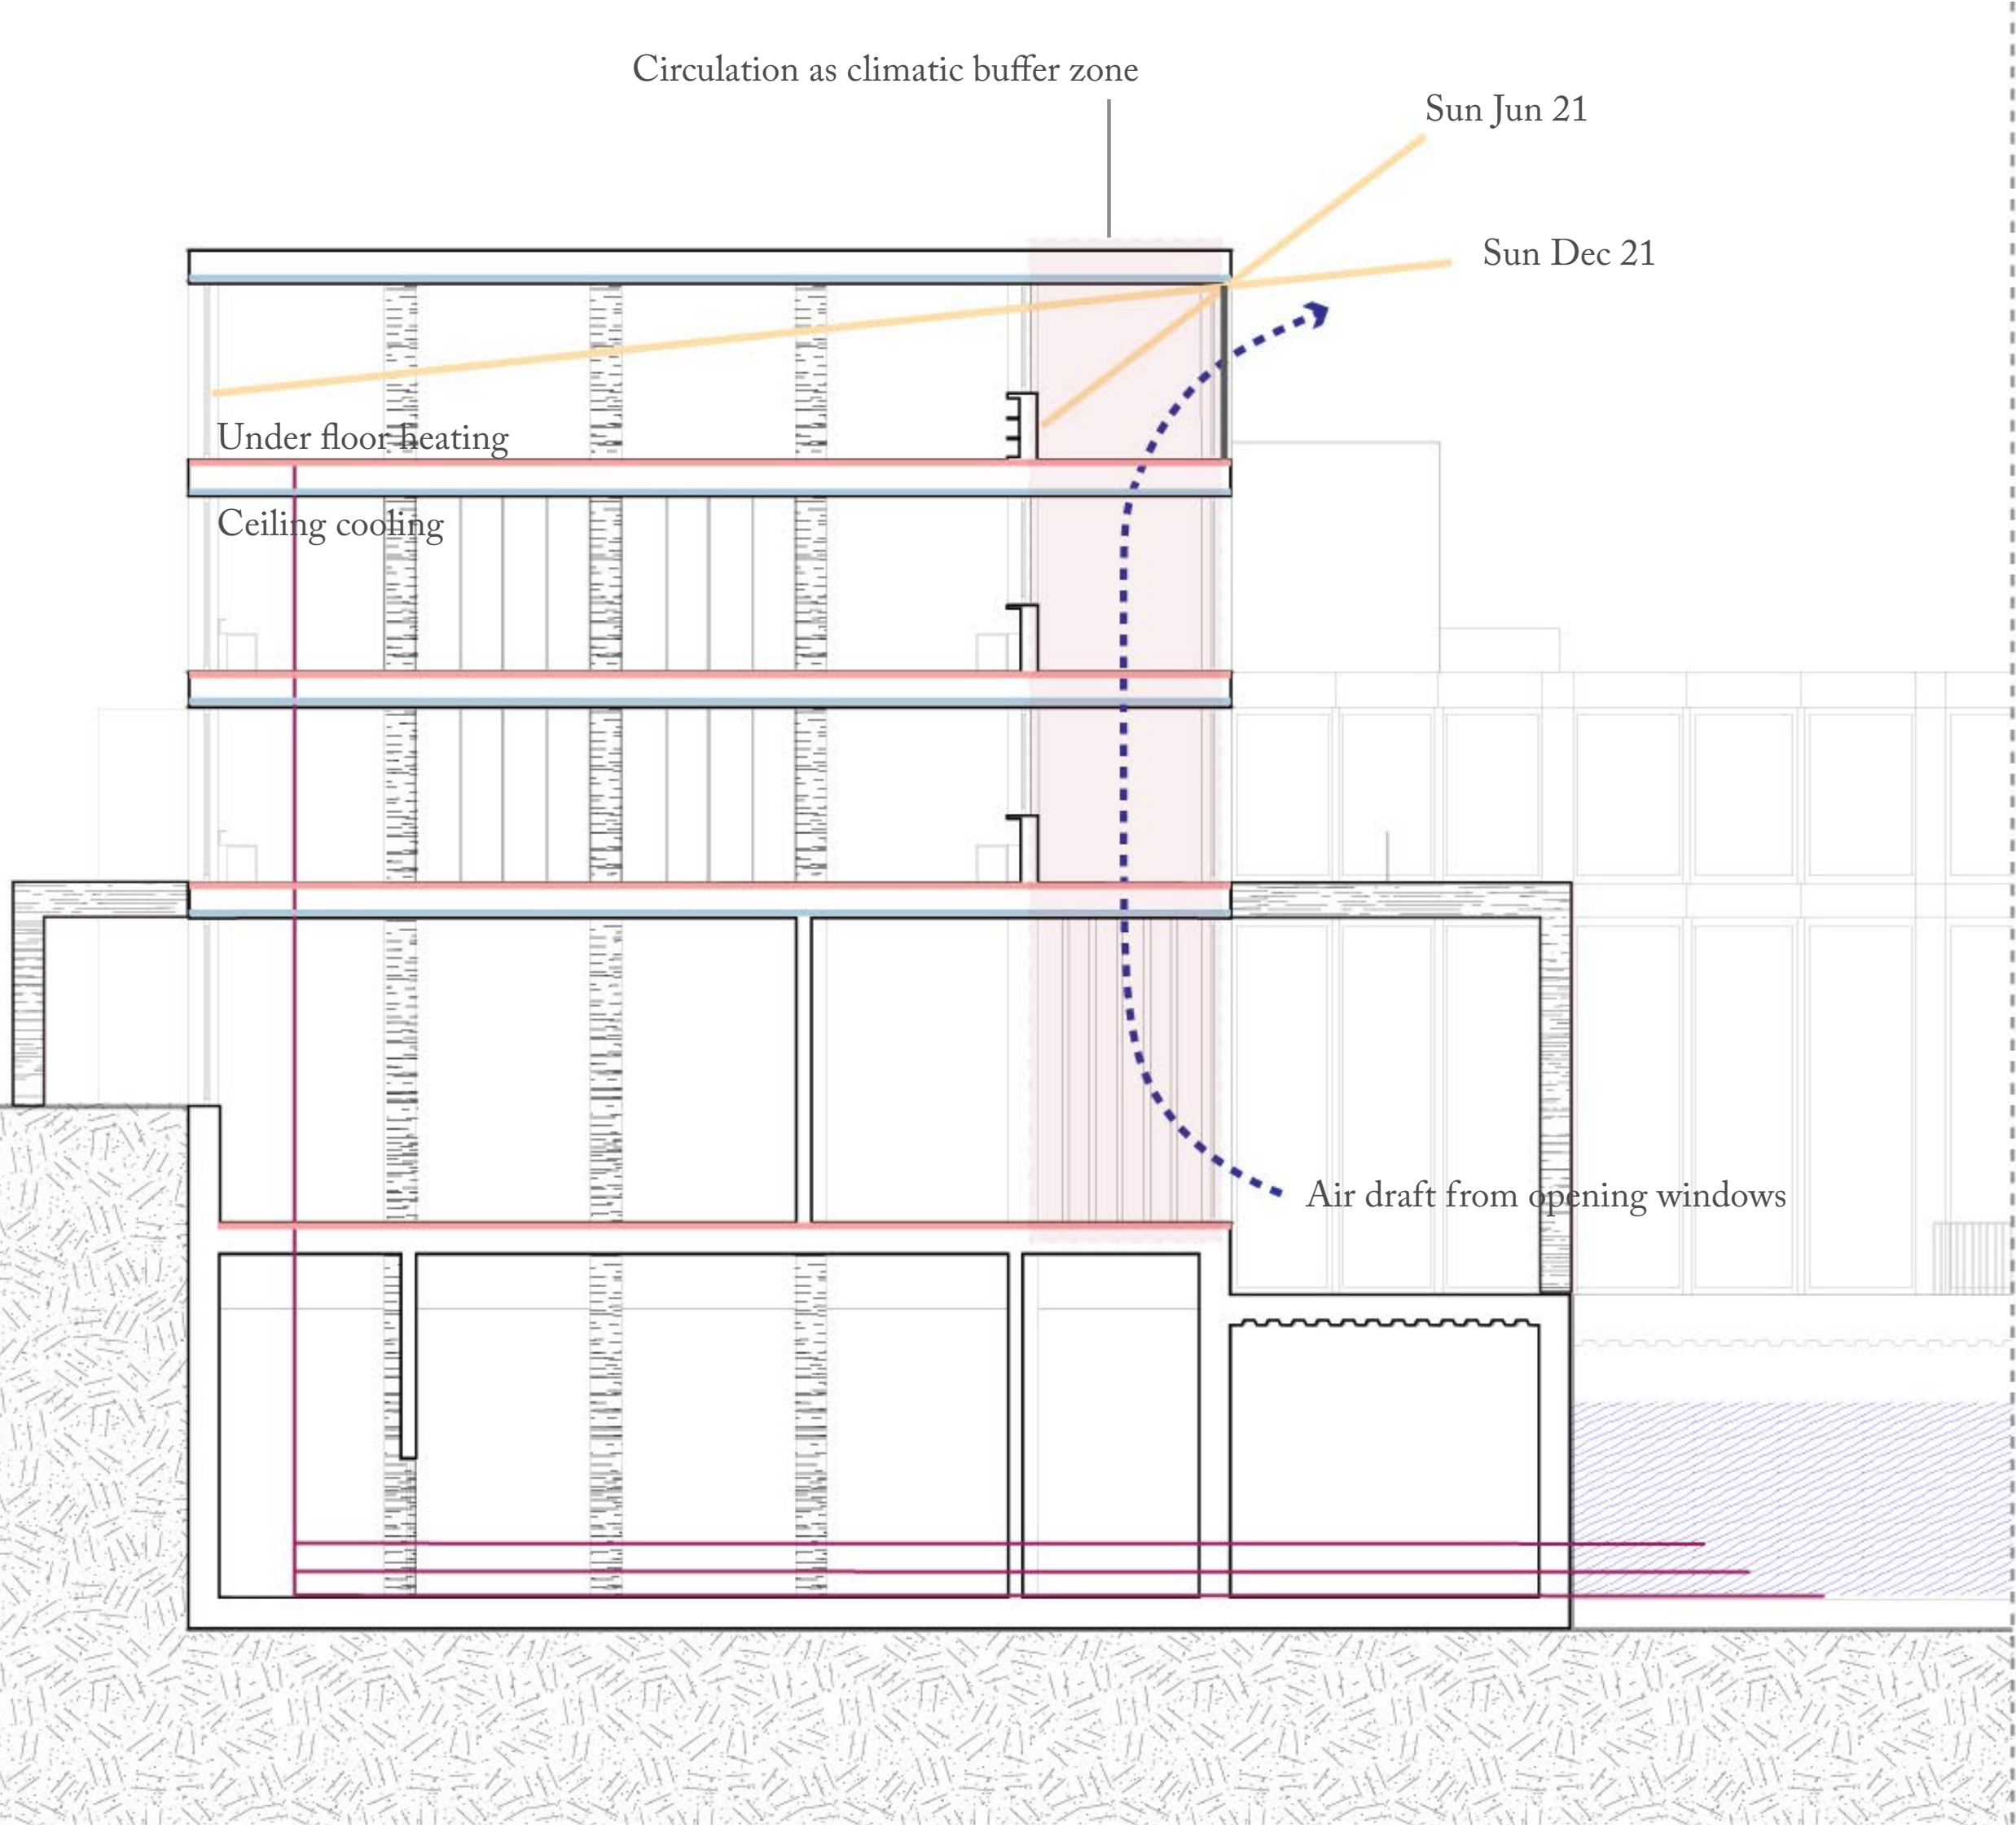 Circulation as climatic buffer zone
Sun Jun 21
Sun Dec 21
Under floor heating
Ceiling cooling
Air draft from opening windows